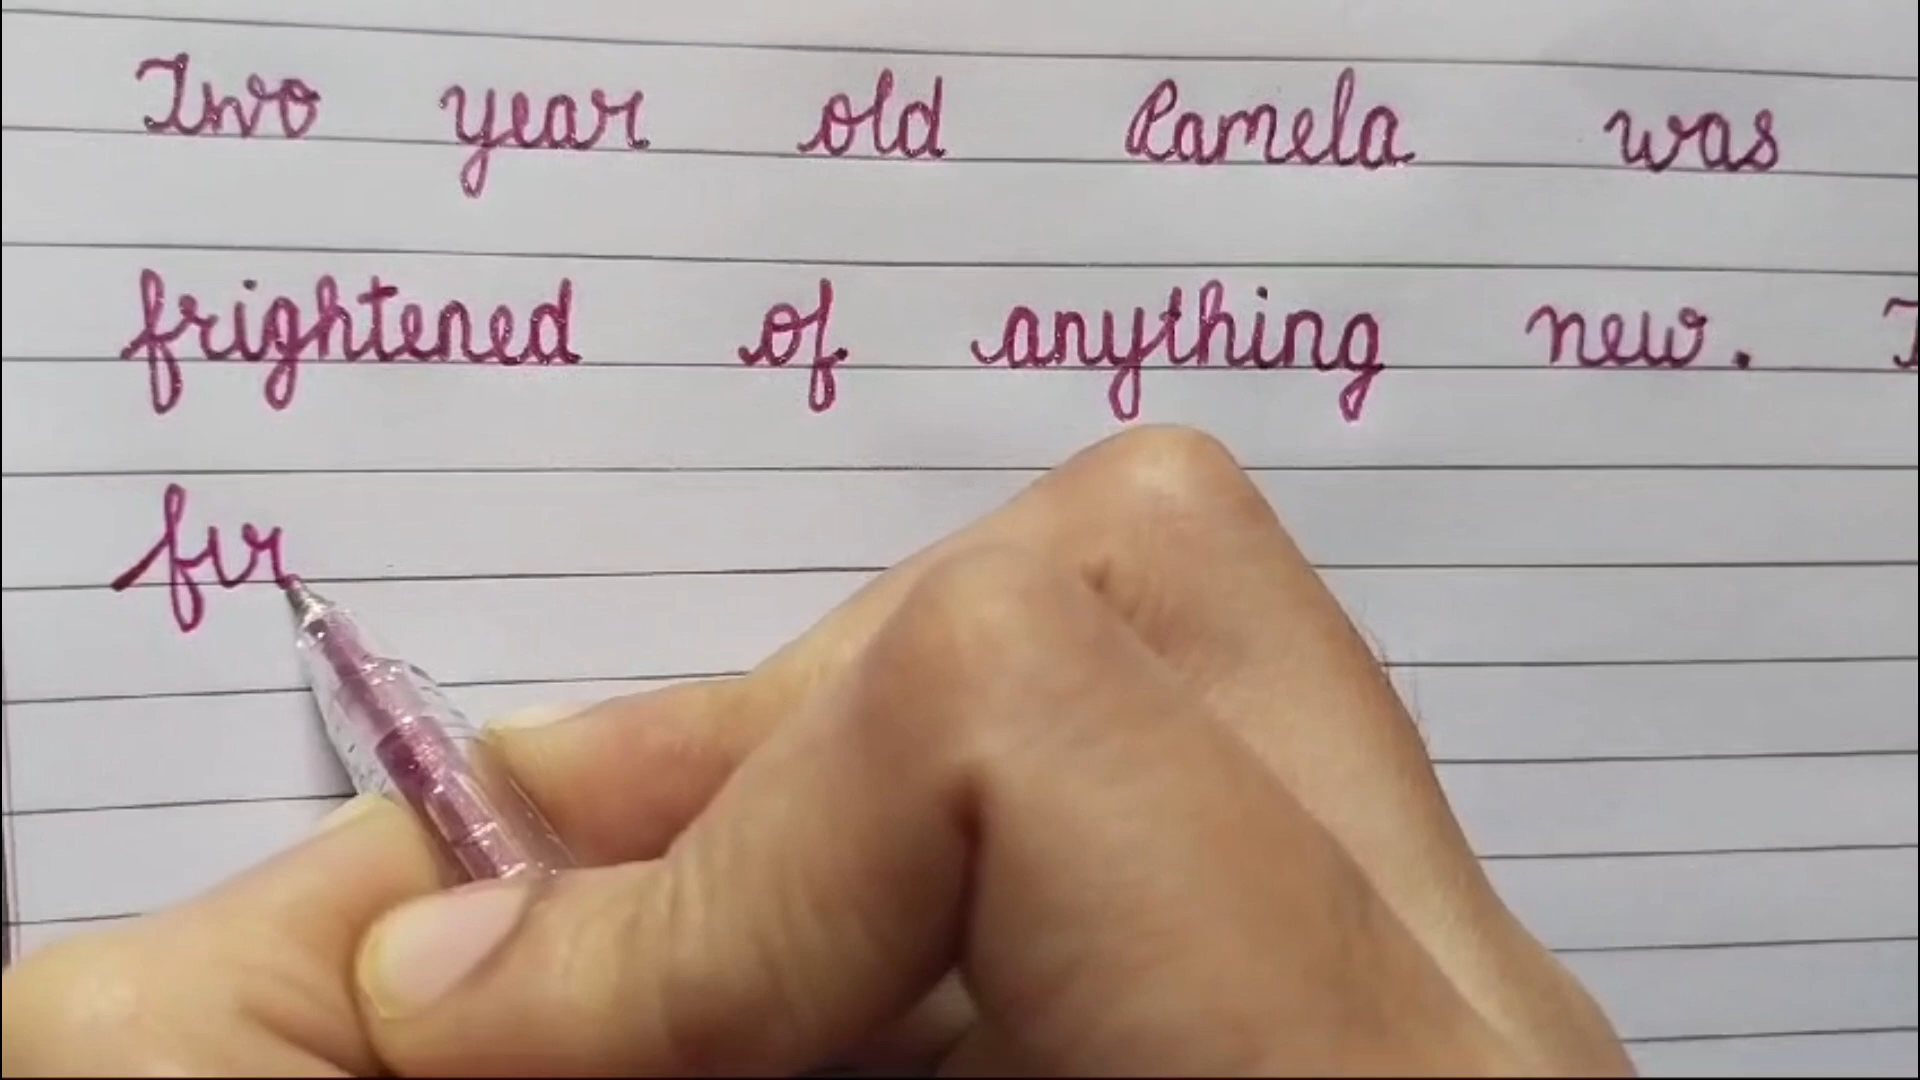 Two year old Pamela was
frightened of anything new.
fir